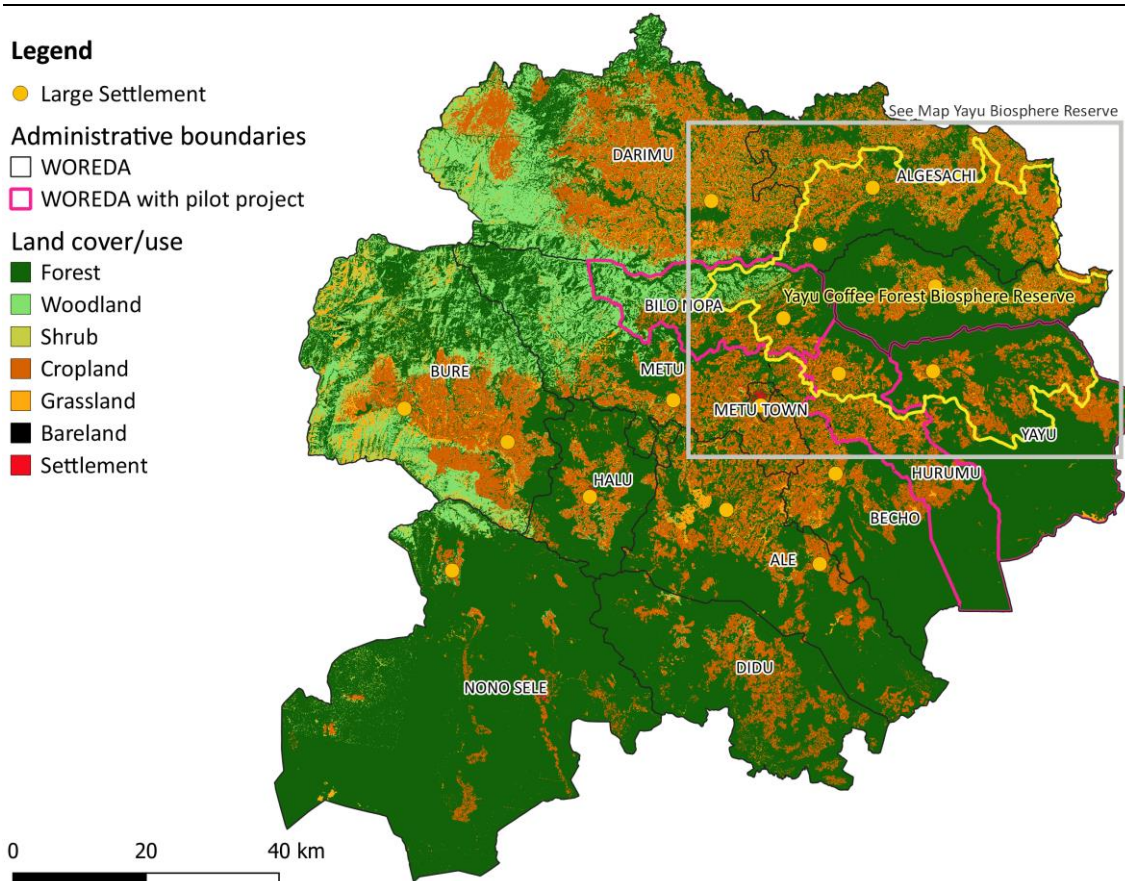 Legend
Large Settlement
Administrative boundaries
WOREDA
WOREDA with pilot project
Land cover/use
Forest
Woodland
Shrub
Cropland
Grassland
Bareland
Settlement
See Map Yayu Biosphere Reserve
DARIMU
ALGESACHI
BILO NOPA
Yayu Coffee Forest Biosphere Reserve
BURE
METU
METU TOWN
YAYU
HALU
HURUMU
BECHO
ALE
DIDU
NONO SELE
0 20 40 km